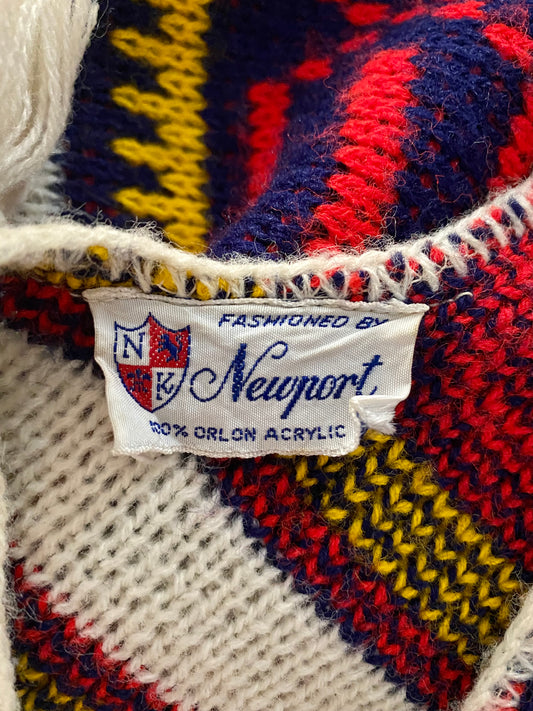 FASHIONED BY
N
K
Newport
100% ORLON ACRYLIC